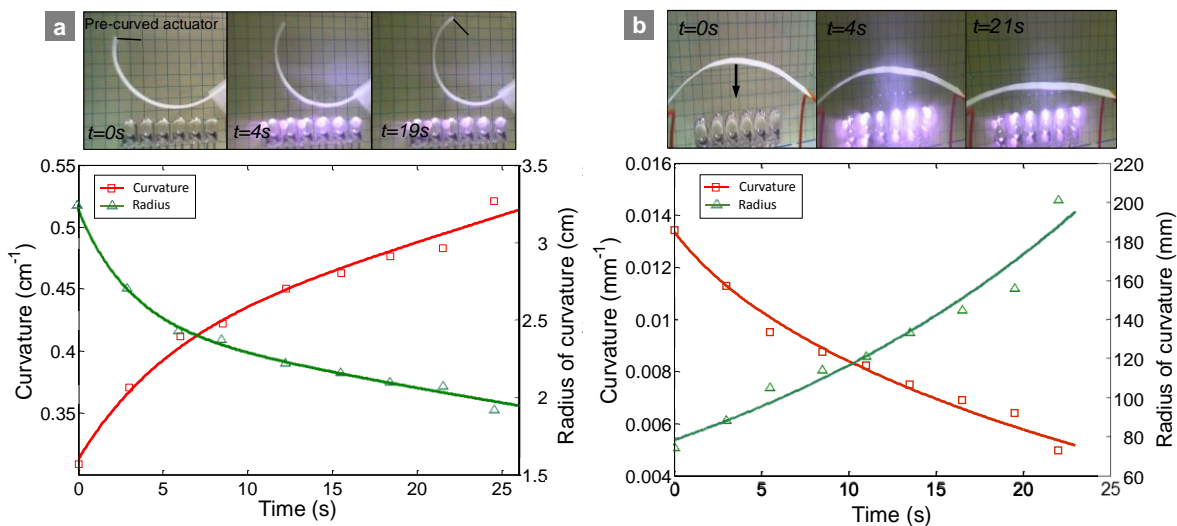 a
Pre-curved actuator
t=0s
t=4s
t=19s
0.55
0.5
0.45
0.4
0.35
Curvature (cm-1)
Curvature
Radius
3.5
3
2.5
2
1.5
Radius of curvature (cm)
0 5 10 15 20 25
Time (s)
b
t=0s
t=4s
t=21s
0.016
0.014
0.012
0.01
0.008
0.006
0.004
Curvature (mm-1)
Curvature
Radius
220
200
180
160
140
120
100
80
60
Radius of curvature (mm)
0 5 10 15 20 25
Time (s)